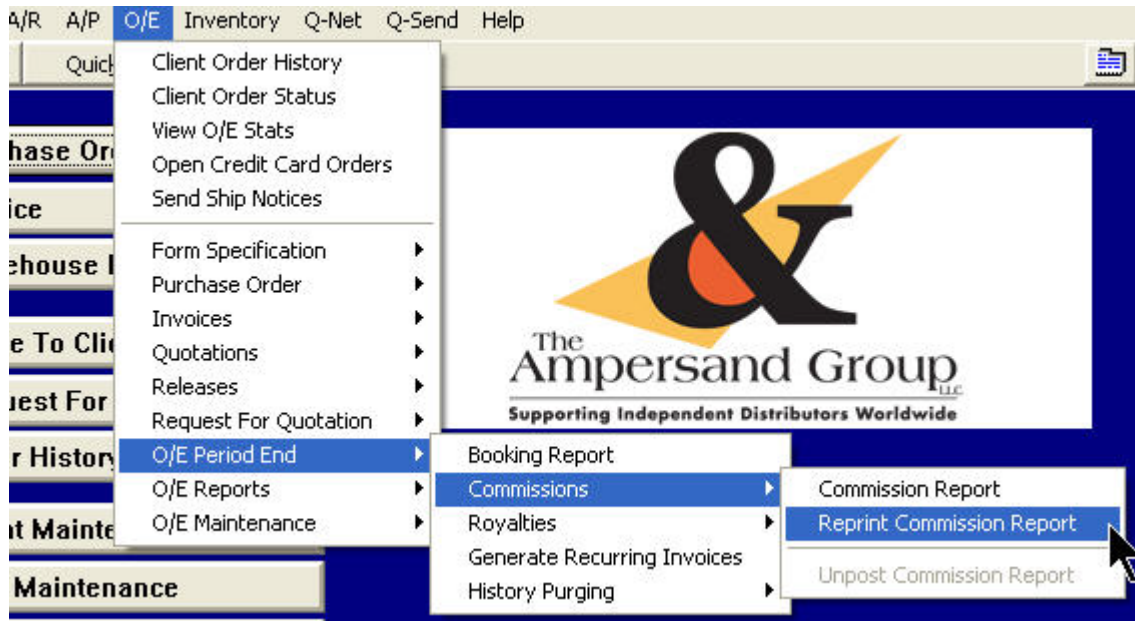 A/R A/P O/E Inventory Q-Net Q-Send Help
Client Order History
Client Order Status
View O/E Stats
Open Credit Card Orders
Send Ship Notices
Form Specification
Purchase Order
Invoices
Quotations
Releases
Request For Quotation
O/E Period End
O/E Reports
O/E Maintenance
Booking Report
Commissions
Royalties
Generate Recurring Invoices
History Purging
Commission Report
Reprint Commission Report
Unpost Commission Report
Maintenance
&
The
Ampersand Group LLC
Supporting Independent Distributors Worldwide